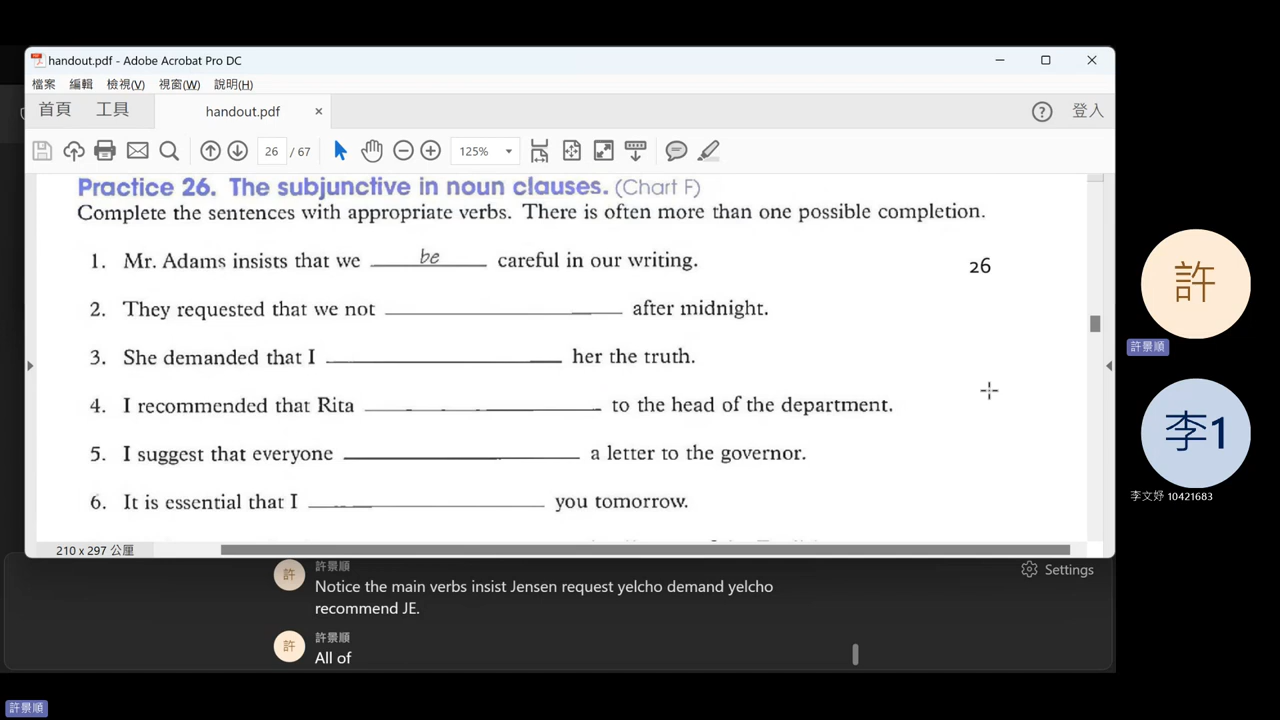 handout.pdf - Adobe Acrobat Pro DC
檔案 編輯 檢視(V) 視窗(W) 說明(H)
首頁 工具 handout.pdf × ? 登入
26 / 67 125%
Practice 26. The subjunctive in noun clauses. (Chart F)
Complete the sentences with appropriate verbs. There is often more than one possible completion.
1. Mr. Adams insists that we be careful in our writing.
26
2. They requested that we not ____ after midnight.
3. She demanded that I ____ her the truth.
4. I recommended that Rita ____ to the head of the department.
5. I suggest that everyone ____ a letter to the governor.
6. It is essential that I ____ you tomorrow.
210 x 297 公厘
許
許景順
李1
李文妤 10421683
Settings
許
許景順
Notice the main verbs insist Jensen request yelcho demand yelcho
recommend JE.
許
許景順
All of
許景順